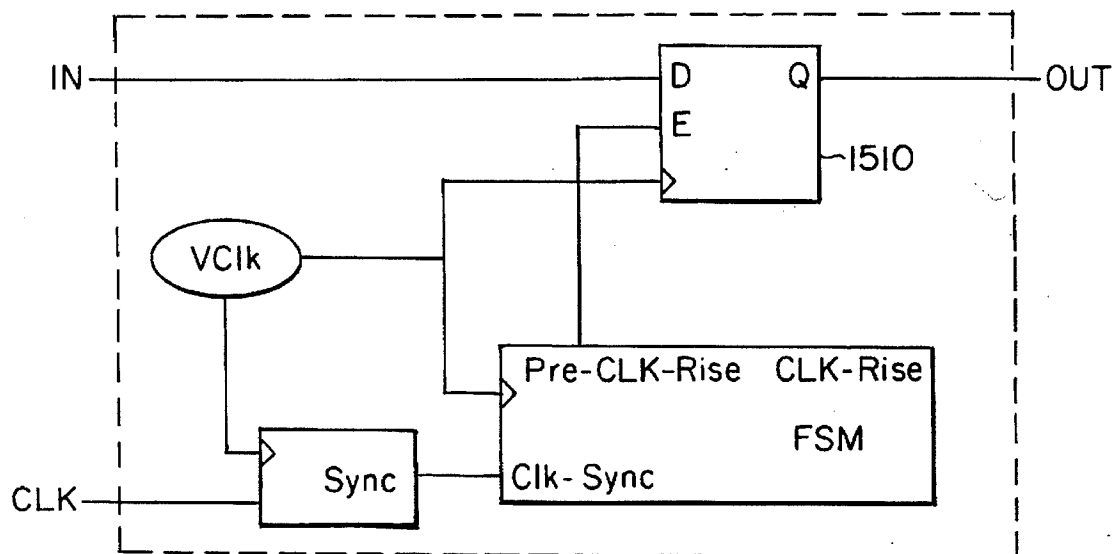 IN
D Q
OUT
E
1510
VClk
Pre-CLK-Rise CLK-Rise
FSM
Sync
Clk-Sync
CLK